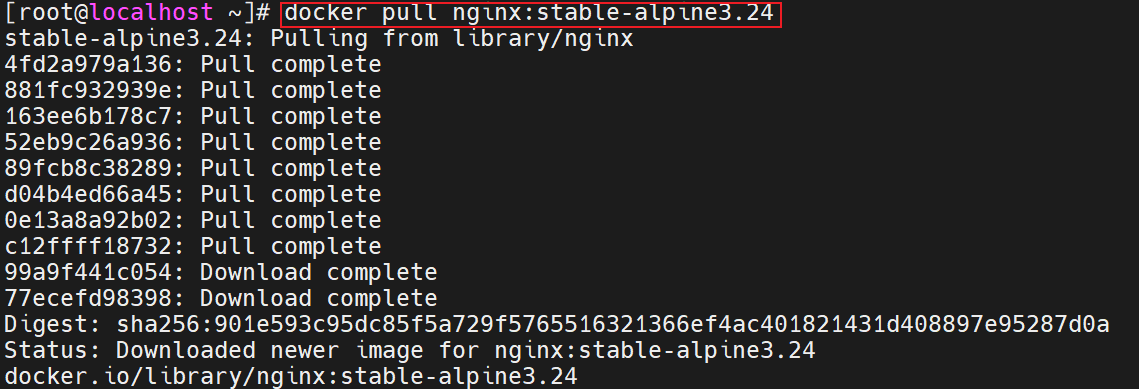 [root@localhost ~]# docker pull nginx:stable-alpine3.24
stable-alpine3.24: Pulling from library/nginx
4fd2a979a136: Pull complete
881fc932939e: Pull complete
163ee6b178c7: Pull complete
52eb9c26a936: Pull complete
89fcb8c38289: Pull complete
d04b4ed66a45: Pull complete
0e13a8a92b02: Pull complete
c12ffff18732: Pull complete
99a9f441c054: Download complete
77ecefd98398: Download complete
Digest: sha256:901e593c95dc85f5a729f5765516321366ef4ac401821431d408897e95287d0a
Status: Downloaded newer image for nginx:stable-alpine3.24
docker.io/library/nginx:stable-alpine3.24